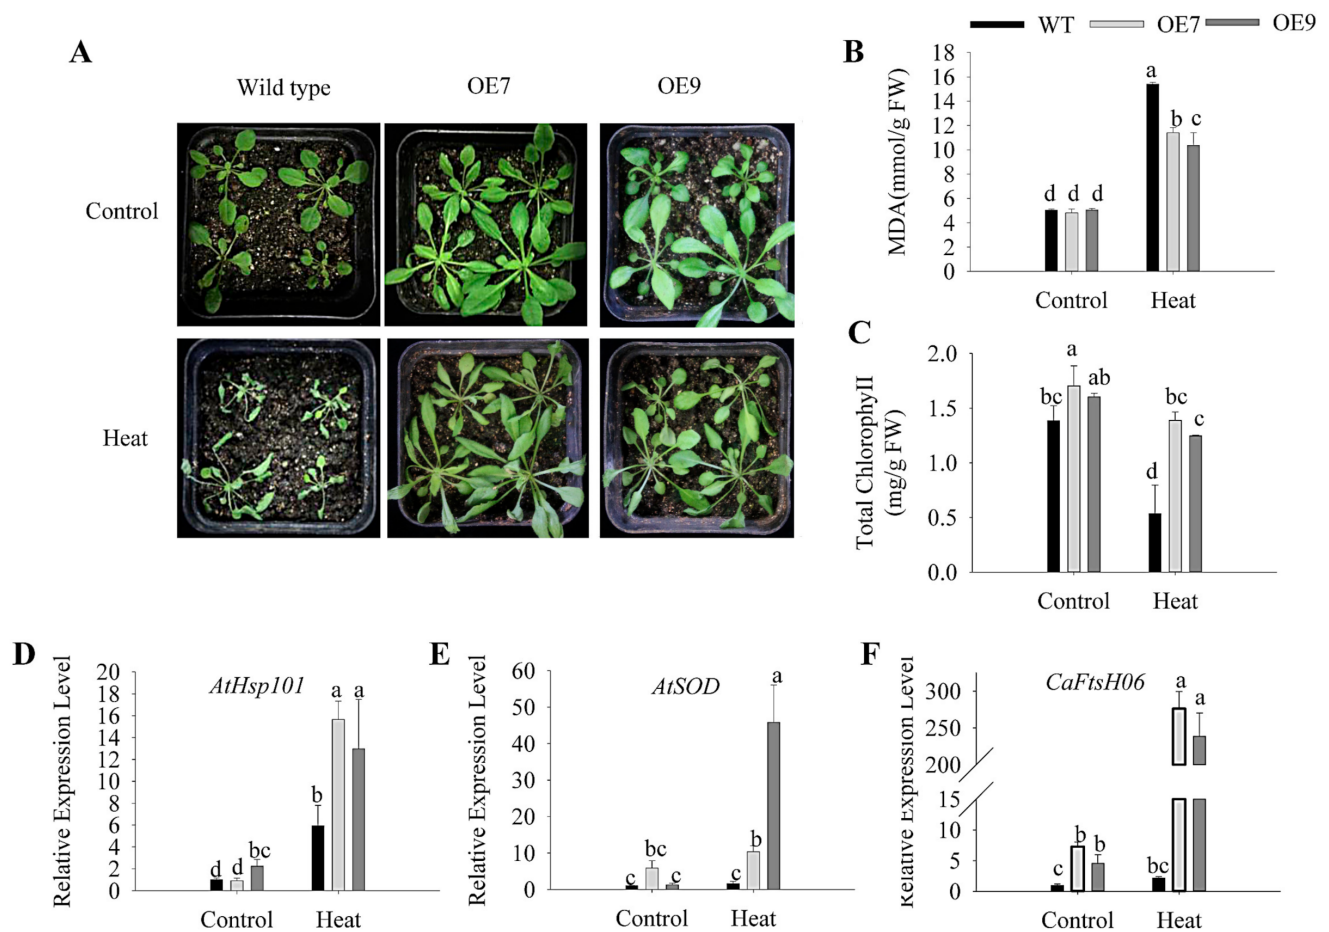 WT OE7 OE9
A
Wild type OE7 OE9
Control
Heat
B
MDA(mmol/g FW)
18
16
14
12
10
8
6
4
2
0
d d d
a b c
Control Heat
C
Total ChlorophyII
(mg/g FW)
2.0
1.5
1.0
0.5
0.0
bc a ab
d bc c
Control Heat
D
Relative Expression Level
AtHsp101
20
18
16
14
12
10
8
6
4
2
0
d d bc
b a a
Control Heat
E
Relative Expression Level
AtSOD
60
50
40
30
20
10
0
c bc c
c b a
Control Heat
F
Relative Expression Level
CaFtsH06
300
250
200
15
10
5
0
c b b
bc a a
Control Heat